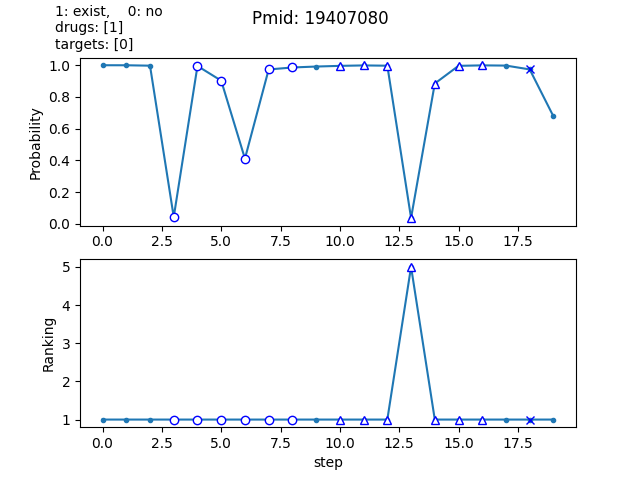 1: exist,    0: no
Pmid: 19407080
drugs: [1]
targets: [0]
1.0
0.8
0.6
0.4
0.2
0.0
Probability
0.0 2.5 5.0 7.5 10.0 12.5 15.0 17.5
5
4
3
2
1
Ranking
0.0 2.5 5.0 7.5 10.0 12.5 15.0 17.5
step